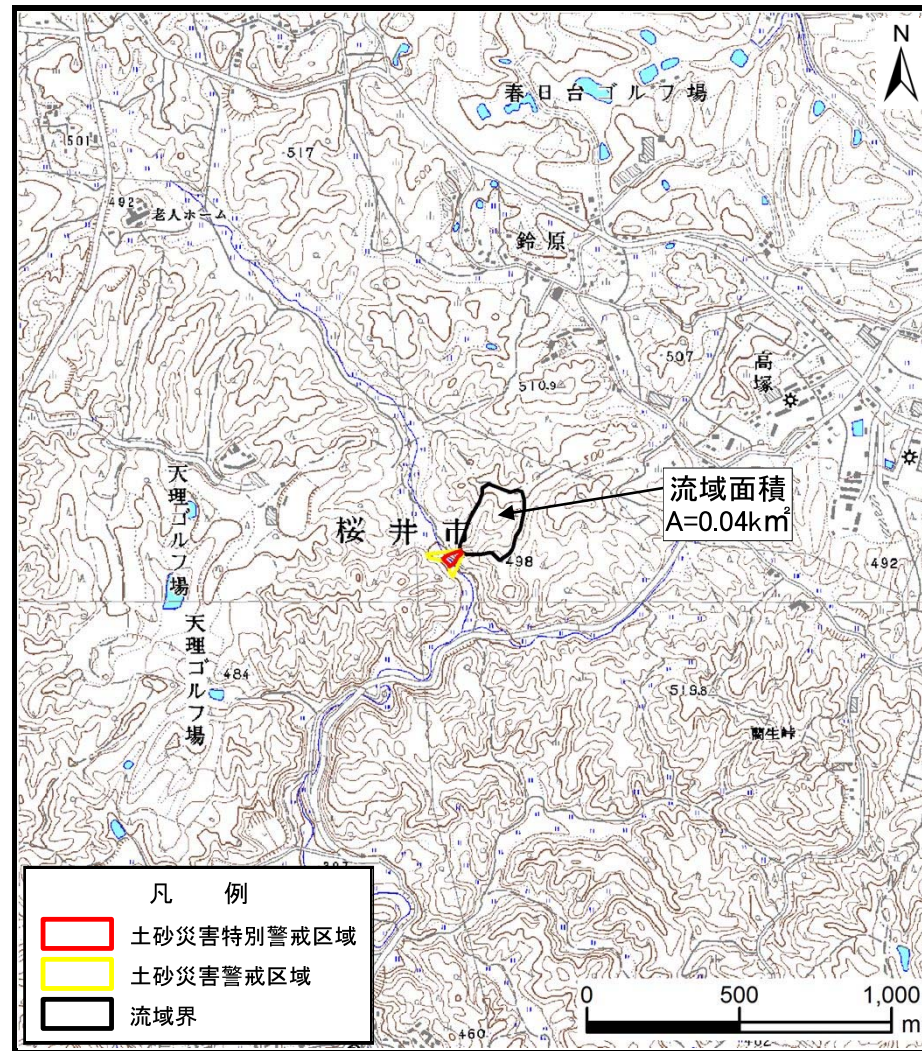 N
春日台ゴルフ場
501
517
492
老人ホーム
鈴原
507
高塚
510.9
流域面積
A=0.04k㎡
天理ゴルフ場
桜井市
498
492
天理ゴルフ場
484
519.8
凡 例
土砂災害特別警戒区域
土砂災害警戒区域
流域界
460
0 500 1,000
m